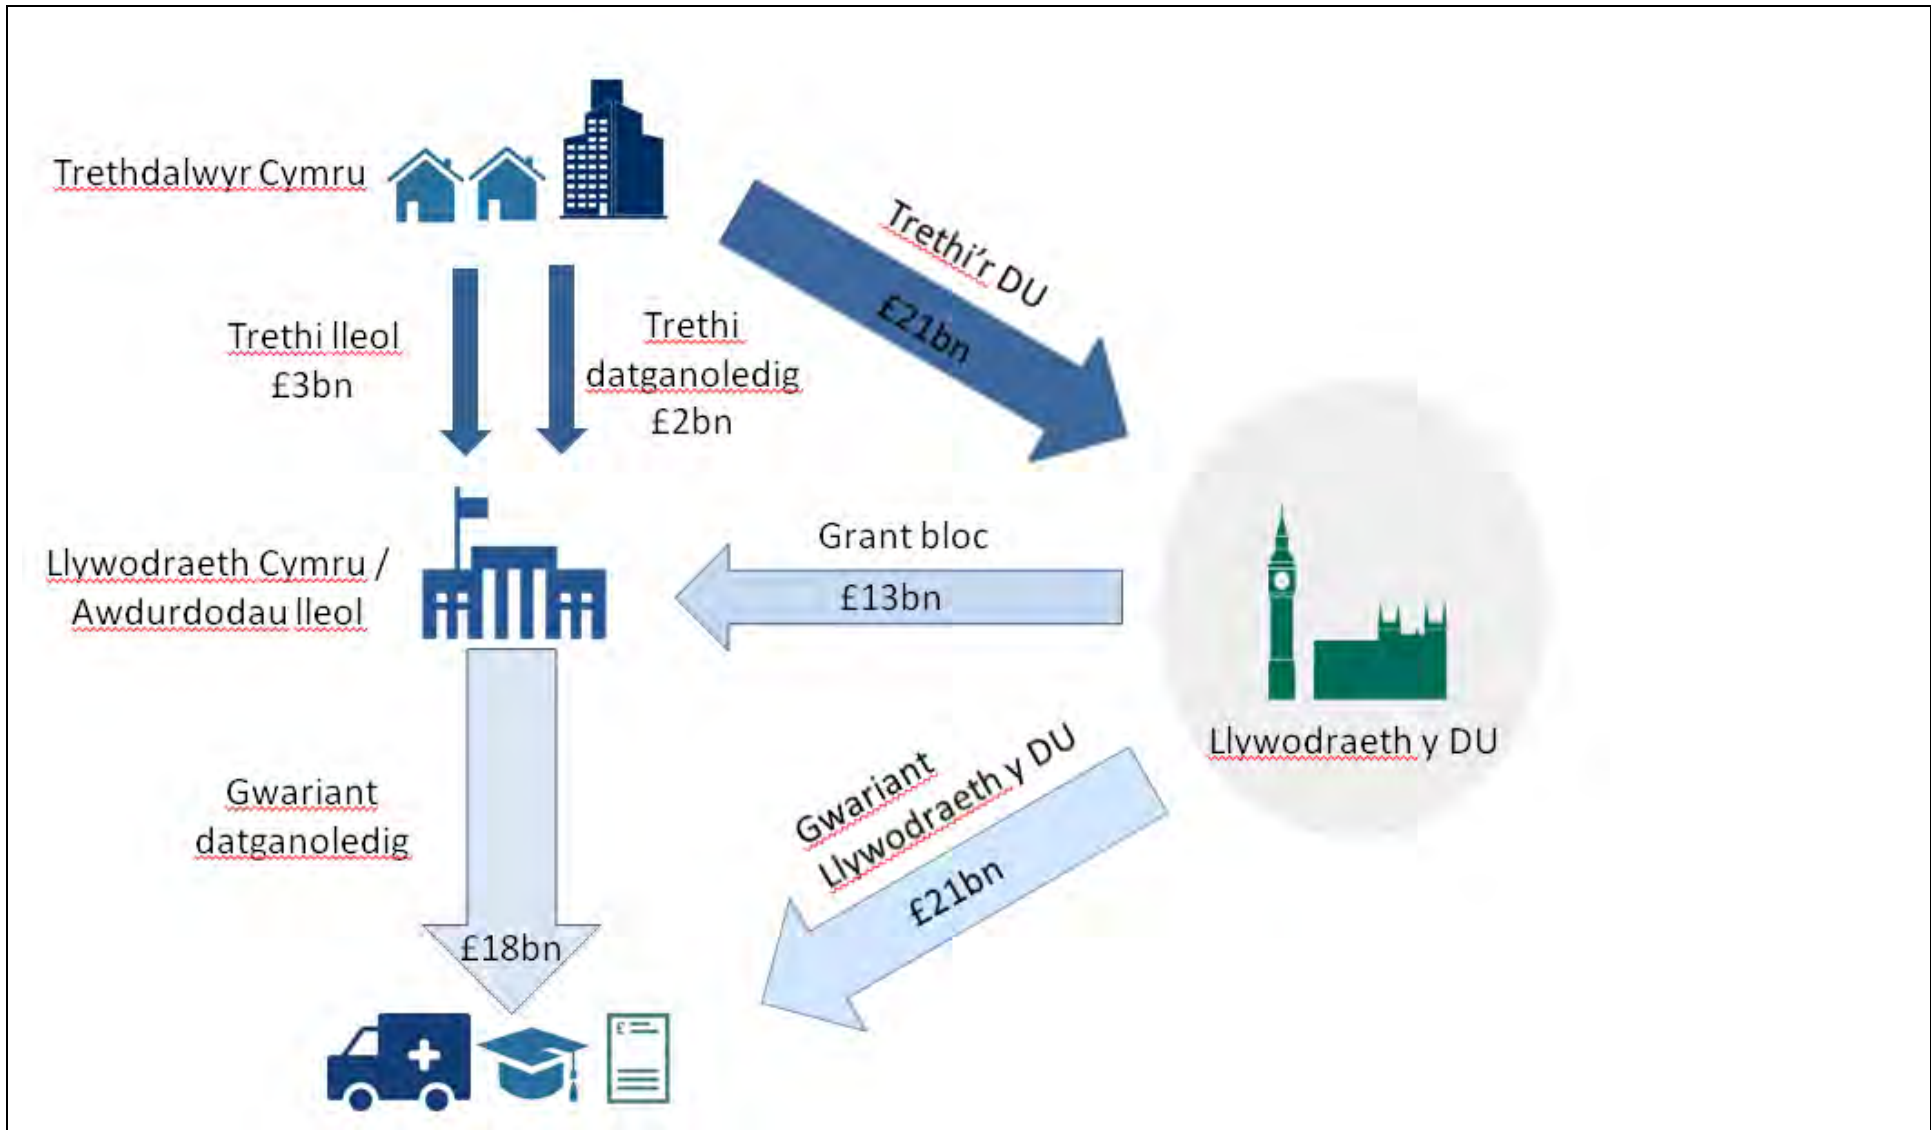 Trethdalwyr Cymru
Trethi'r DU
£21bn
Trethi lleol
£3bn
Trethi
datganoledig
£2bn
Grant bloc
£13bn
Llywodraeth Cymru /
Awdurdodau lleol
Llywodraeth y DU
Gwariant
Llywodraeth y DU
£21bn
Gwariant
datganoledig
£18bn
£